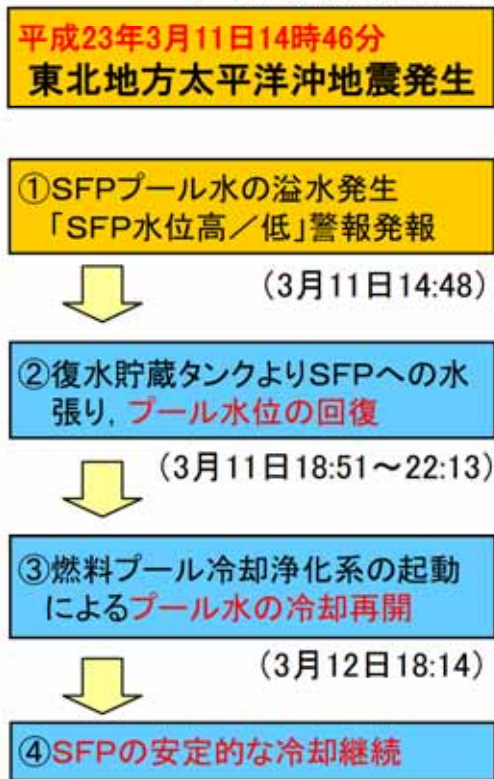 平成23年3月11日14時46分
東北地方太平洋沖地震発生
①SFPプール水の溢水発生
「SFP水位高／低」警報発報
（3月11日14:48）
②復水貯蔵タンクよりSFPへの水
張り，プール水位の回復
（3月11日18:51～22:13）
③燃料プール冷却浄化系の起動
によるプール水の冷却再開
（3月12日18:14）
④SFPの安定的な冷却継続